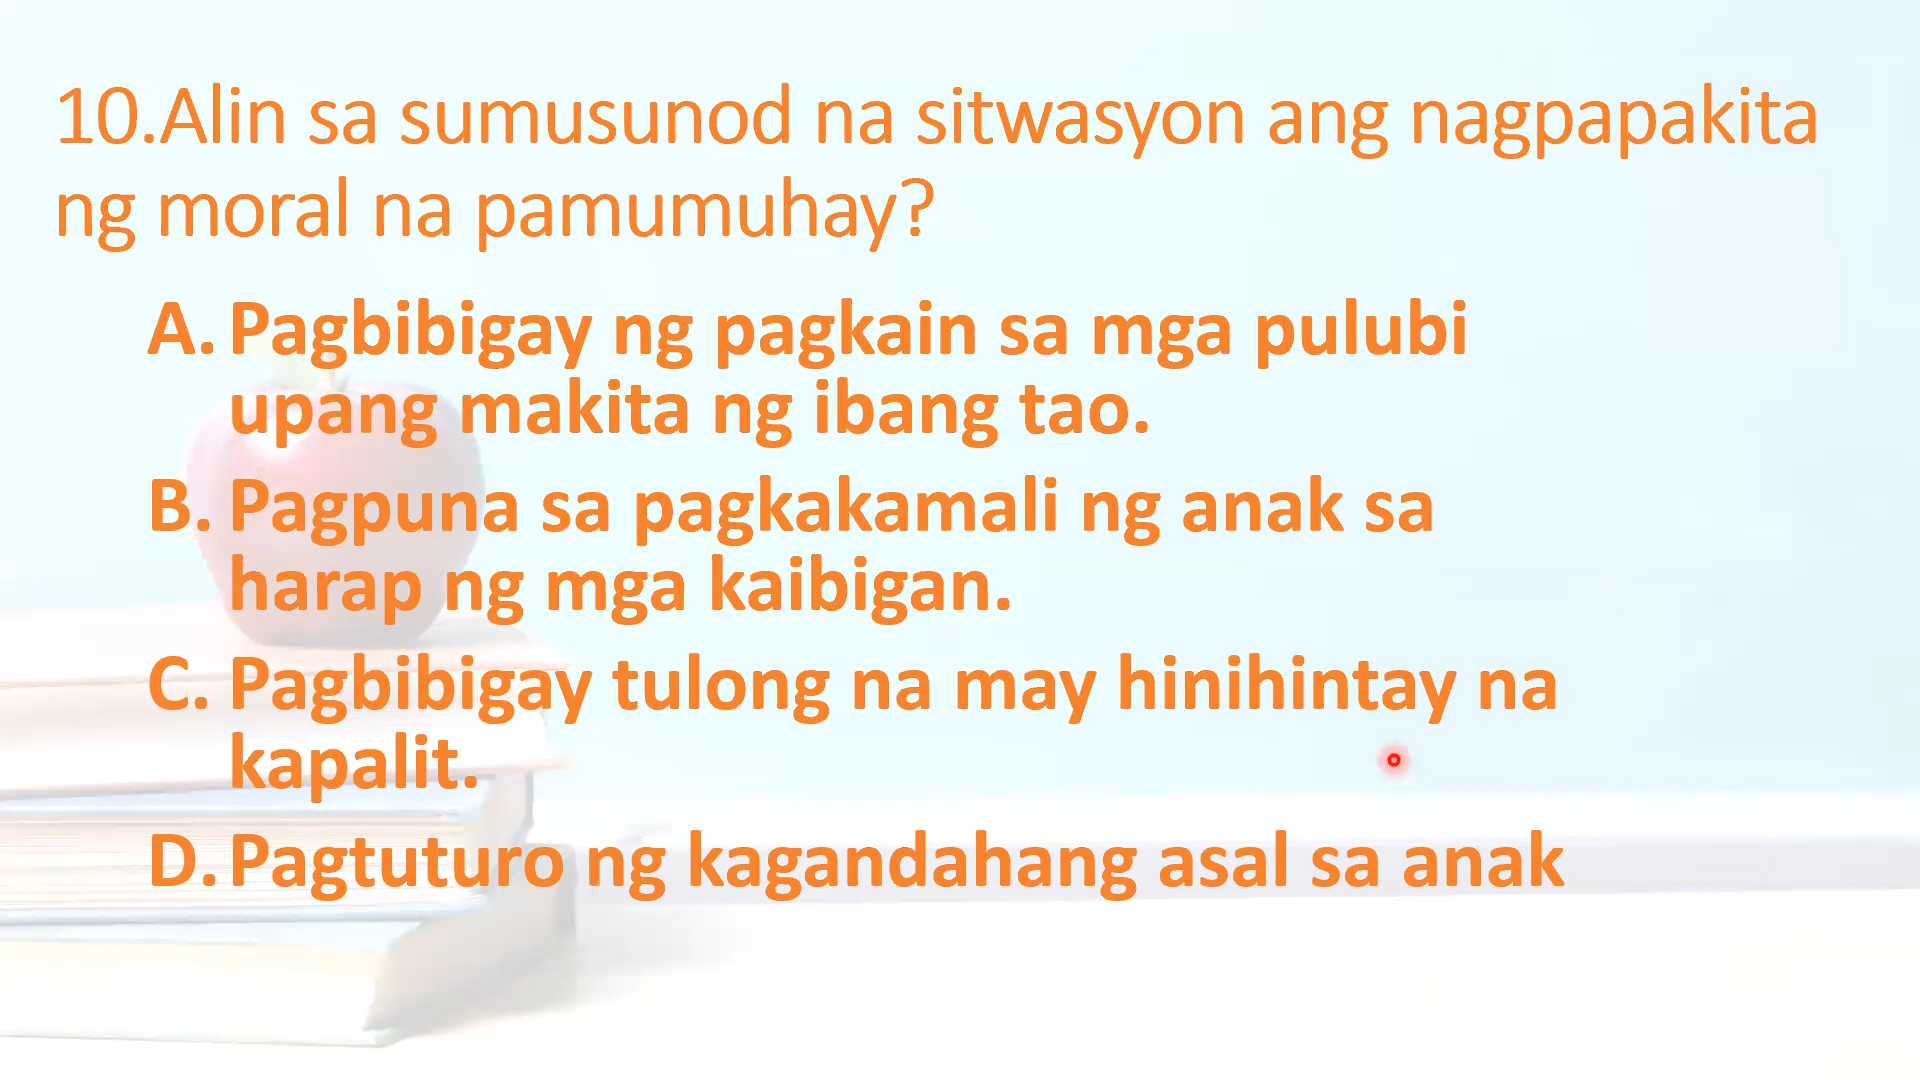 10.Alin sa sumusunod na sitwasyon ang nagpapakita
ng moral na pamumuhay?
A. Pagbibigay ng pagkain sa mga pulubi
upang makita ng ibang tao.
B. Pagpuna sa pagkakamali ng anak sa
harap ng mga kaibigan.
C. Pagbibigay tulong na may hinihintay na
kapalit.
D. Pagtuturo ng kagandahang asal sa anak